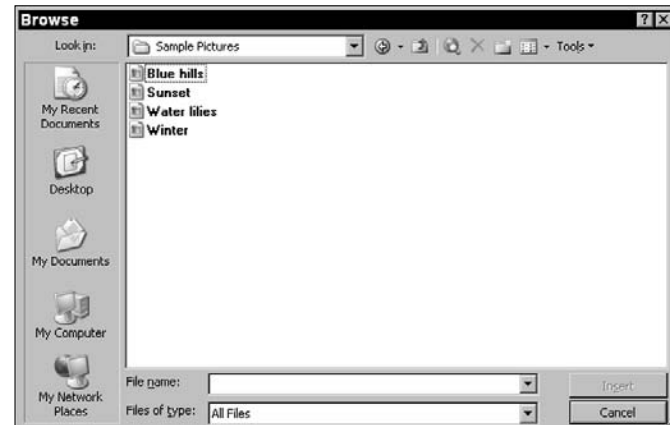 Browse
Look in:
Sample Pictures
Tools
Blue hills
Sunset
Water lilies
Winter
My Recent
Documents
Desktop
My Documents
My Computer
My Network
Places
File name:
Files of type:
All Files
Insert
Cancel